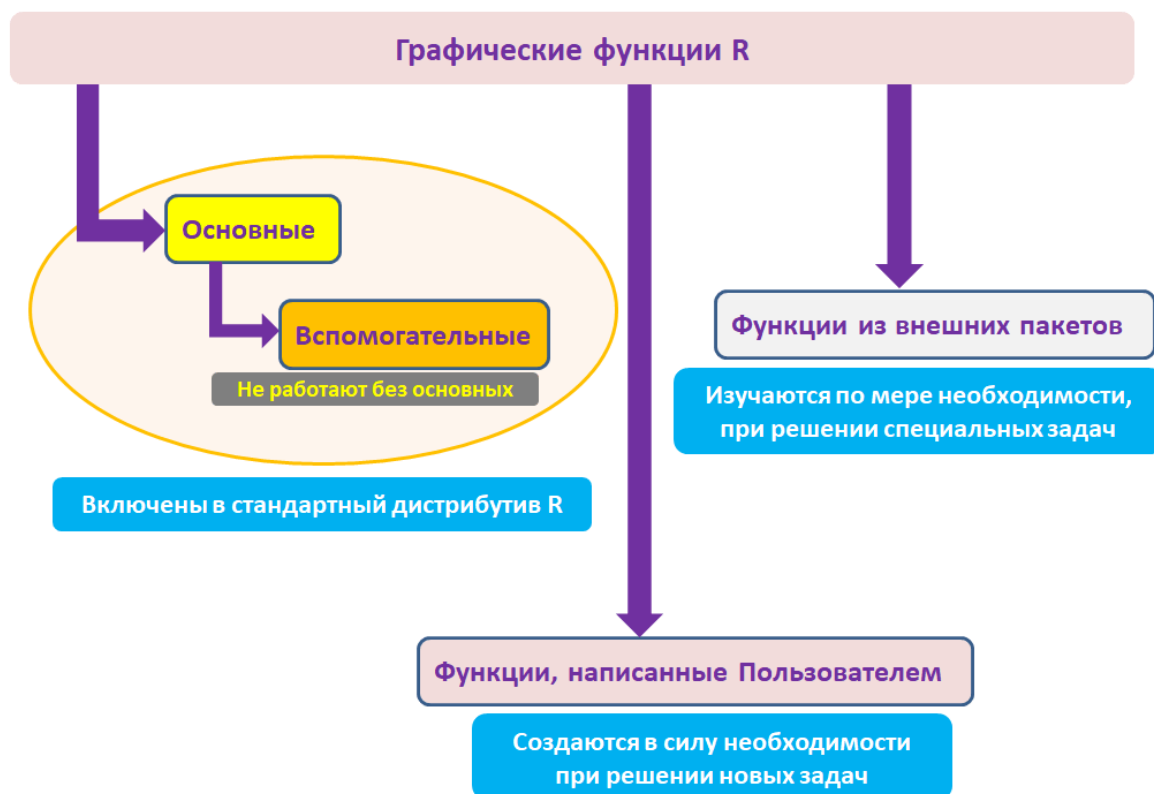 Графические функции R
Основные
Вспомогательные
Не работают без основных
Включены в стандартный дистрибутив R
Функции из внешних пакетов
Изучаются по мере необходимости,
при решении специальных задач
Функции, написанные Пользователем
Создаются в силу необходимости
при решении новых задач